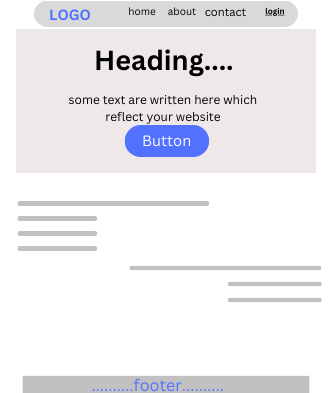 LOGO home about contact login
Heading....
some text are written here which
reflect your website
Button
..........footer..........